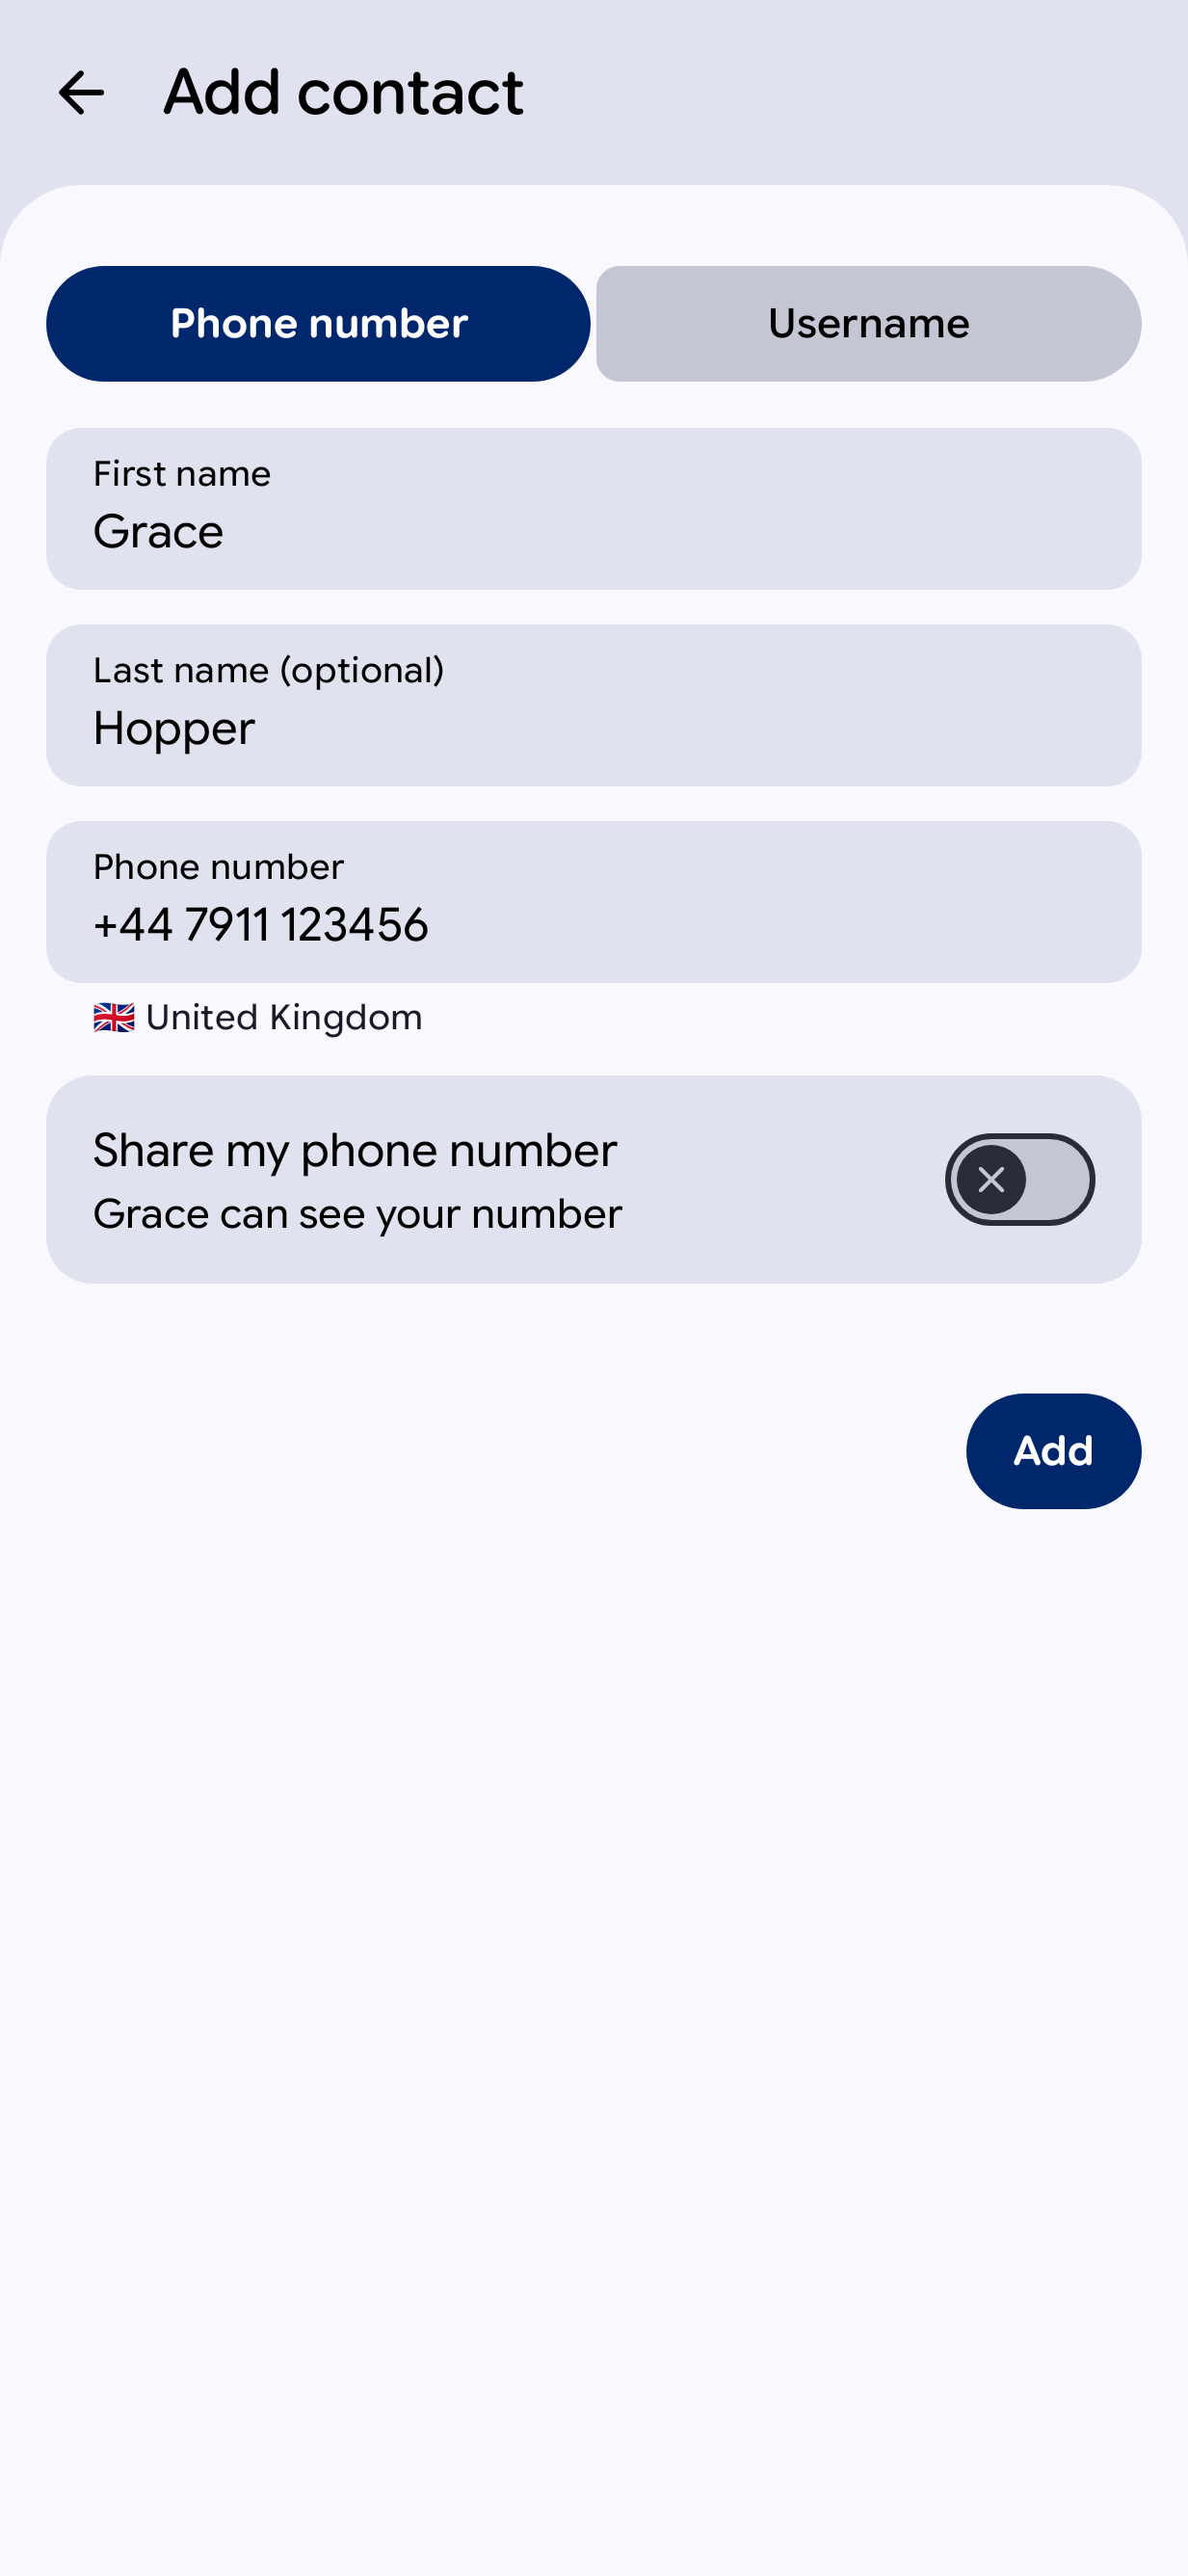 Add contact
Phone number
Username
First name
Grace
Last name (optional)
Hopper
Phone number
+44 7911 123456
🇬🇧 United Kingdom
Share my phone number
Grace can see your number
Add